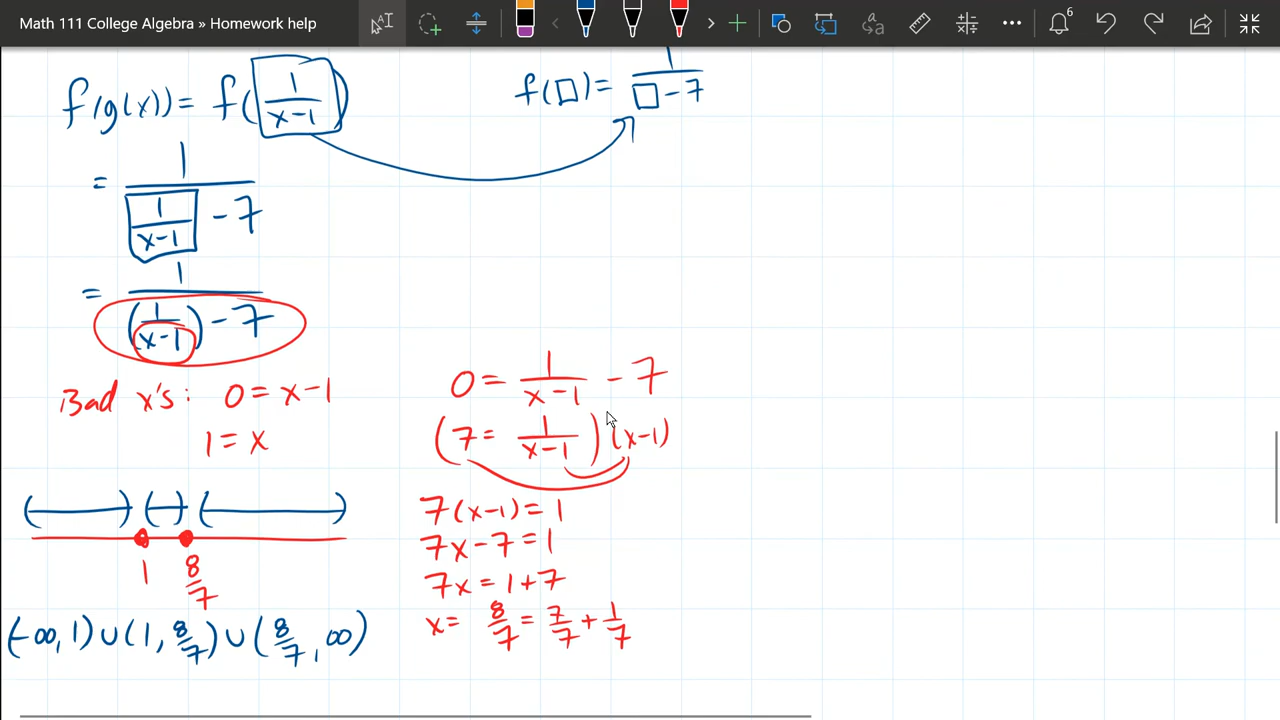 Math 111 College Algebra » Homework help
6
f(g(x)) = f(1/(x-1))
f(□) = 1/(□-7)
= 1/(1/(x-1) - 7)
= 1/((1/(x-1)) - 7)
Bad x's: 0 = x-1
1 = x
0 = 1/(x-1) - 7
(7 = 1/(x-1))(x-1)
7(x-1) = 1
7x-7 = 1
7x = 1+7
x = 8/7 = 7/7 + 1/7
1 8/7
(-∞, 1) ∪ (1, 8/7) ∪ (8/7, ∞)